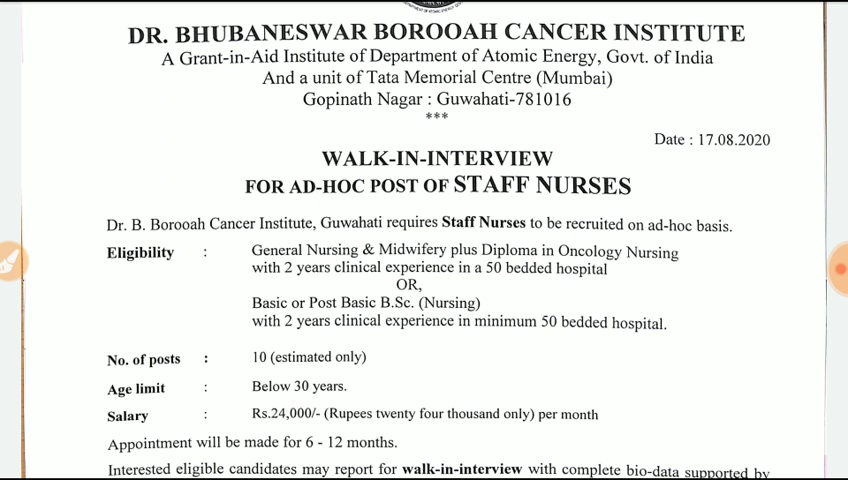 DR. BHUBANESWAR BOROOAH CANCER INSTITUTE
A Grant-in-Aid Institute of Department of Atomic Energy, Govt. of India
And a unit of Tata Memorial Centre (Mumbai)
Gopinath Nagar : Guwahati-781016
***
Date : 17.08.2020
WALK-IN-INTERVIEW
FOR AD-HOC POST OF STAFF NURSES
Dr. B. Borooah Cancer Institute, Guwahati requires Staff Nurses to be recruited on ad-hoc basis.
Eligibility : General Nursing & Midwifery plus Diploma in Oncology Nursing
with 2 years clinical experience in a 50 bedded hospital
OR,
Basic or Post Basic B.Sc. (Nursing)
with 2 years clinical experience in minimum 50 bedded hospital.
No. of posts : 10 (estimated only)
Age limit : Below 30 years.
Salary : Rs.24,000/- (Rupees twenty four thousand only) per month
Appointment will be made for 6 - 12 months.
Interested eligible candidates may report for walk-in-interview with complete bio-data supported by